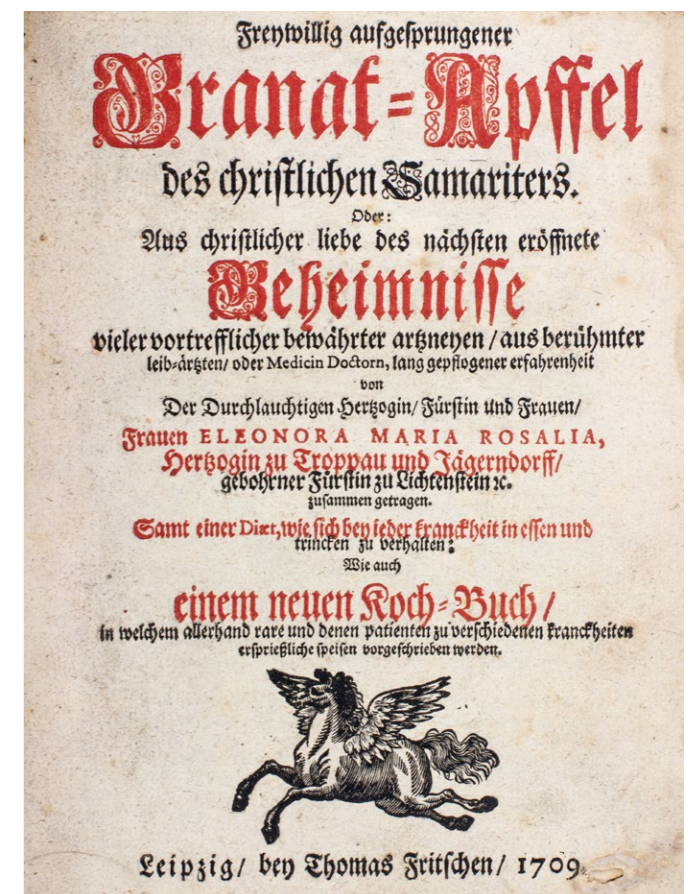 Freywillig aufgesprungener
Granat-Apffel
des christlichen Samariters.
Oder:
Aus christlicher liebe des nächsten eröffnete
Geheimnisse
vieler vortrefflicher bewährter artzneyen / aus berühmter
leib-ärtzten/ oder Medicin Doctorn, lang gepflogener erfahrenheit
von
Der Durchlauchtigen Hertzogin/ Fürstin und Frauen/
Frauen ELEONORA MARIA ROSALIA,
Hertzogin zu Troppau und Jägerndorff/
gebohrner Fürstin zu Lichtenstein ꝛc.
zusammen getragen.
Samt einer Diæt, wie sich bey ieder kranckheit in essen und
trincken zu verhalten:
Wie auch
einem neuen Koch-Buch /
in welchem allerhand rare und denen patienten zu verschiedenen kranckheiten
ersprießliche speisen vorgeschrieben werden.
Leipzig/ bey Thomas Fritschen/ 1709.